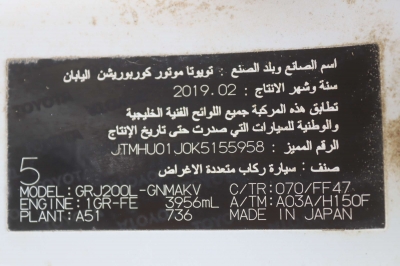 اسم الصانع وبلد الصنع : تويوتا موتور كوربوريشن اليابان
سنة وشهر الانتاج : 2019.02
تطابق هذه المركبة جميع اللوائح الفنية الخليجية
والوطنية للسيارات التي صدرت حتى تاريخ الإنتاج
الرقم المميز : JTMHU01J0K5155958
صنف : سيارة ركاب متعددة الاغراض
5
MODEL: GRJ200L-GNMAKV C/TR: 070/FF47
ENGINE: 1GR-FE 3956mL A/TM: A03A/H150F
PLANT: A51 736 MADE IN JAPAN